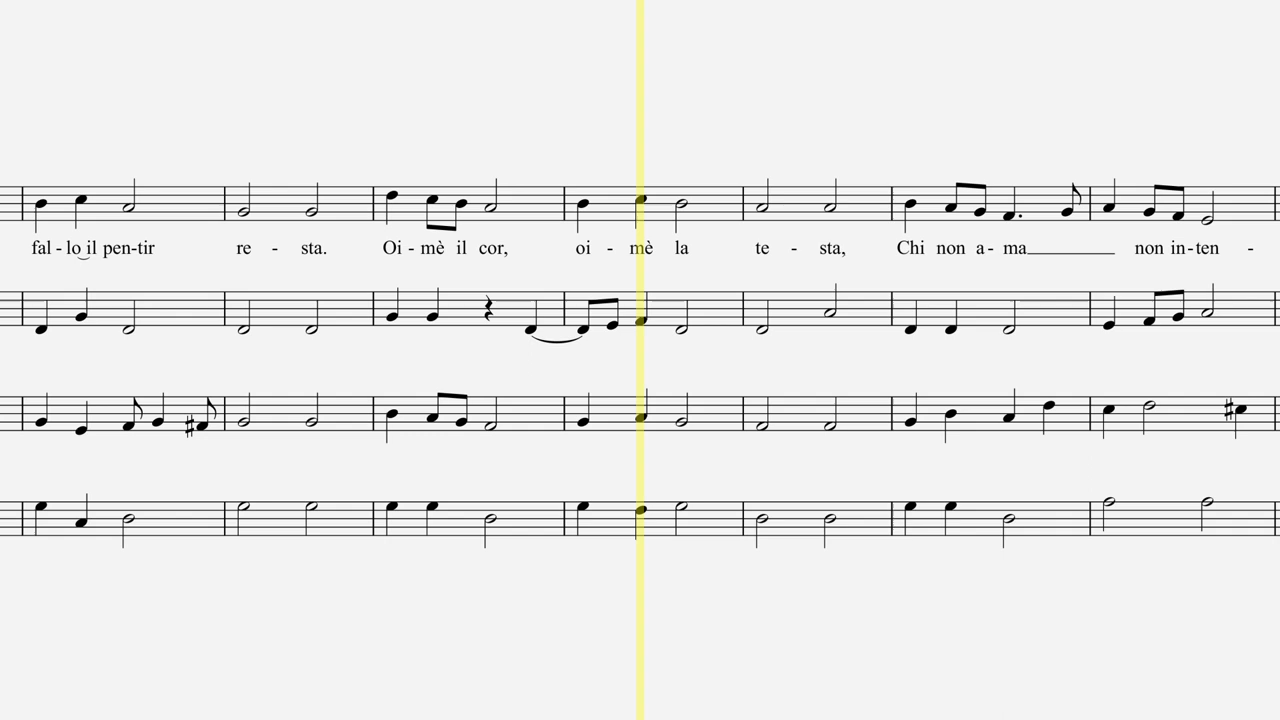 fal - lo il pen-tir re - sta. Oi - mè il cor, oi - mè la te - sta, Chi non a - ma____ non in - ten -